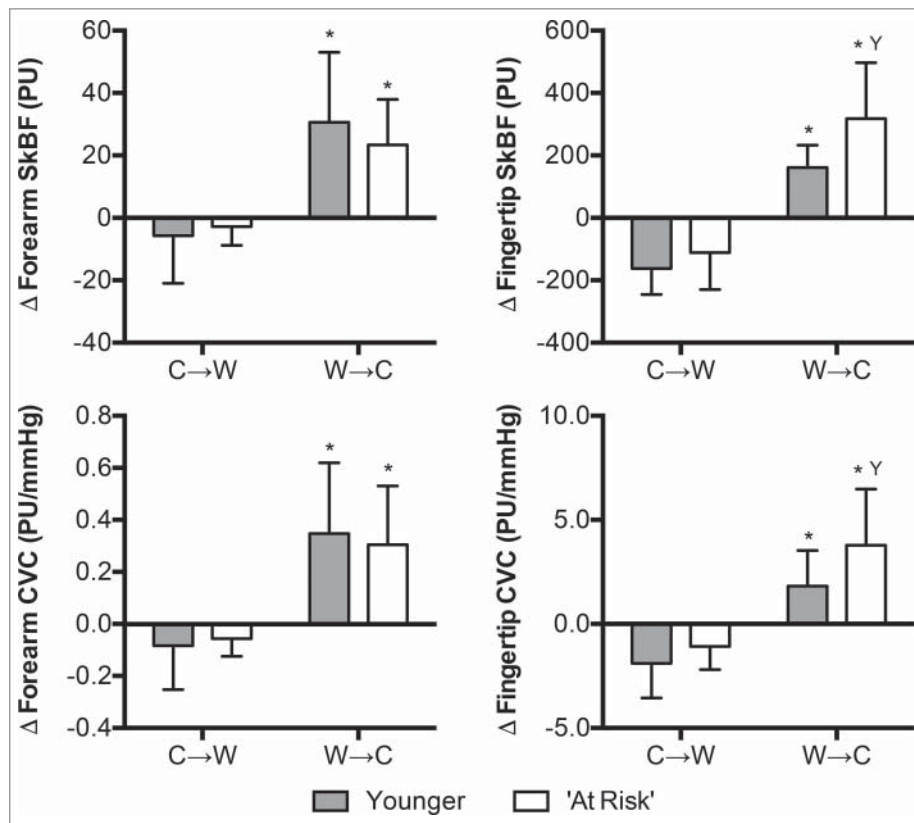 Δ Forearm SkBF (PU)
60
40
20
0
-20
-40
*
*
C→W
W→C
Δ Fingertip SkBF (PU)
600
400
200
0
-200
-400
*
* Y
C→W
W→C
Δ Forearm CVC (PU/mmHg)
0.8
0.6
0.4
0.2
0.0
-0.2
-0.4
*
*
C→W
W→C
Δ Fingertip CVC (PU/mmHg)
10.0
5.0
0.0
-5.0
*
* Y
C→W
W→C
Younger
'At Risk'